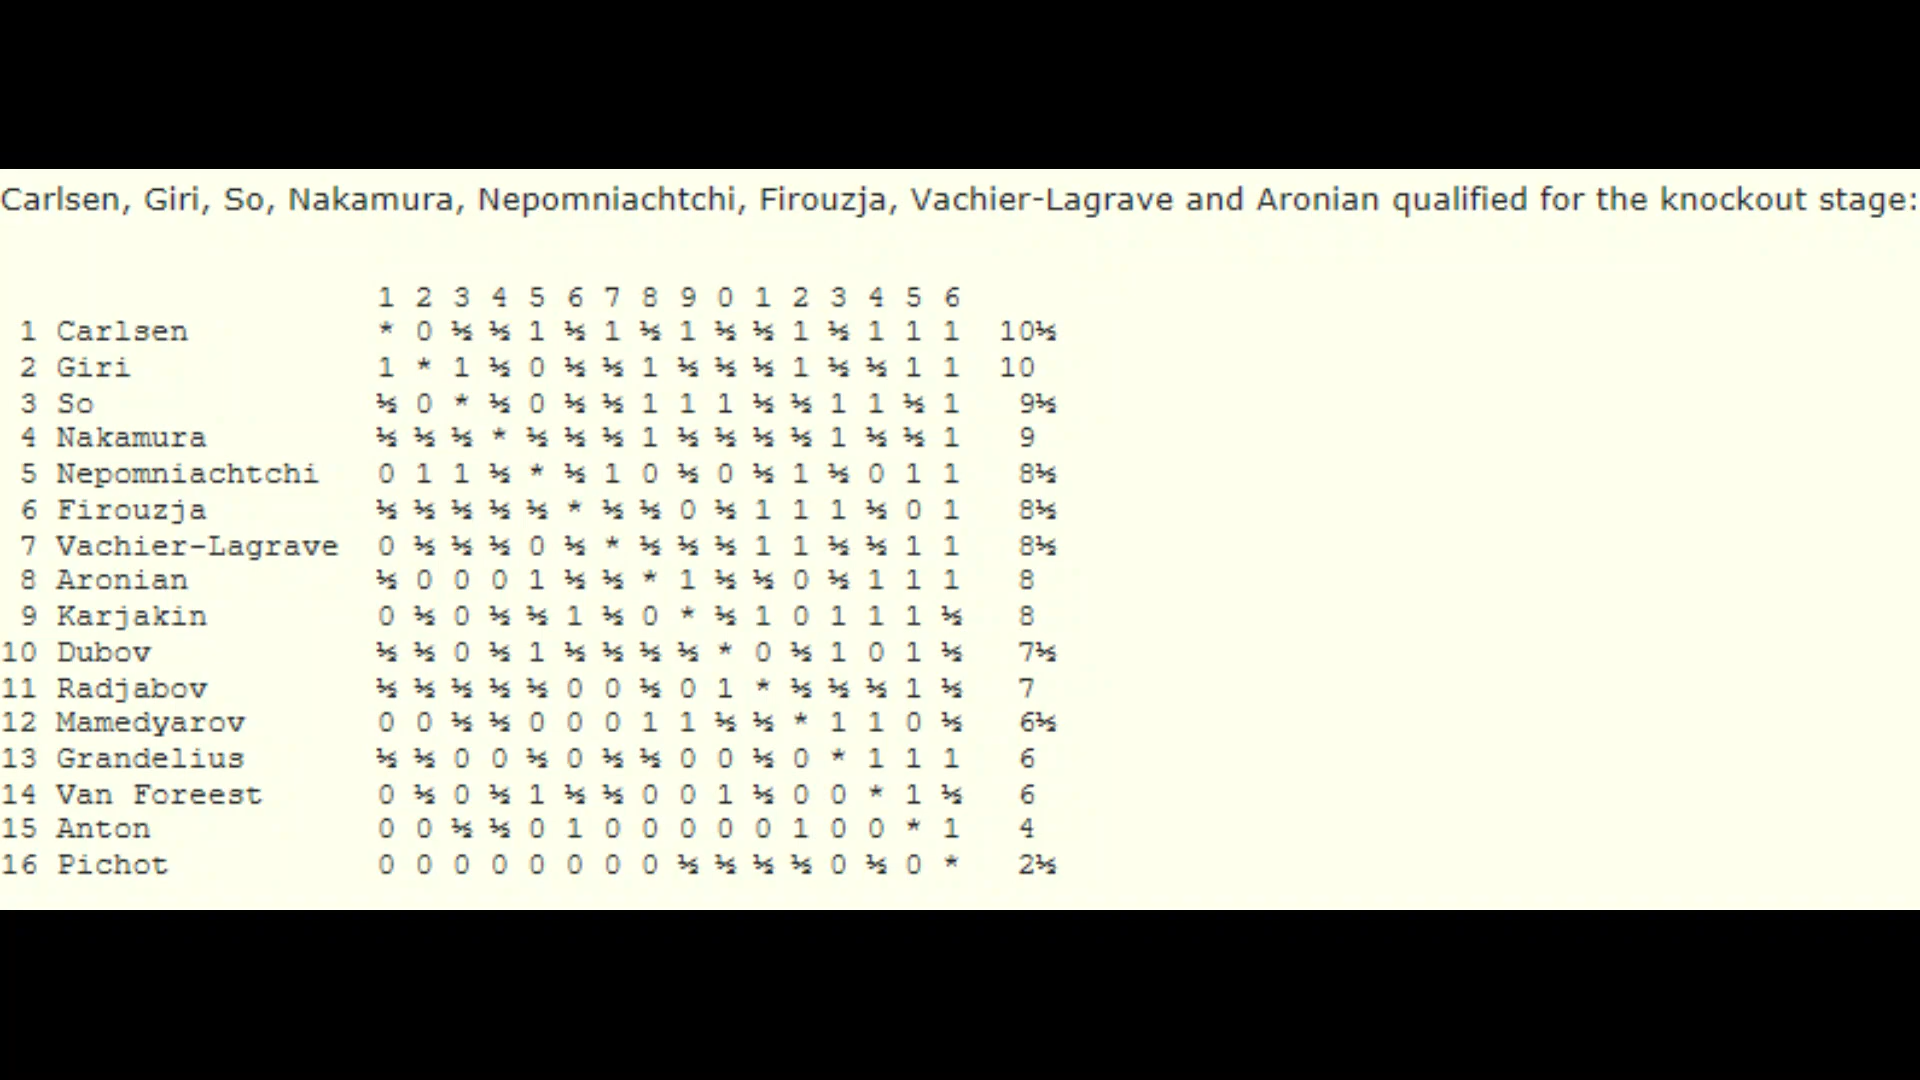 Carlsen, Giri, So, Nakamura, Nepomniachtchi, Firouzja, Vachier-Lagrave and Aronian qualified for the knockout stage:
1 2 3 4 5 6 7 8 9 0 1 2 3 4 5 6
1 Carlsen * 0 ½ ½ 1 ½ 1 ½ 1 ½ ½ 1 ½ 1 1 1 10½
2 Giri 1 * 1 ½ 0 ½ ½ 1 ½ ½ ½ 1 ½ ½ 1 1 10
3 So ½ 0 * ½ 0 ½ ½ 1 1 1 ½ ½ 1 1 ½ 1 9½
4 Nakamura ½ ½ ½ * ½ ½ ½ 1 ½ ½ ½ ½ 1 ½ ½ 1 9
5 Nepomniachtchi 0 1 1 ½ * ½ 1 0 ½ 0 ½ 1 ½ 0 1 1 8½
6 Firouzja ½ ½ ½ ½ ½ * ½ ½ 0 ½ 1 1 1 ½ 0 1 8½
7 Vachier-Lagrave 0 ½ ½ ½ 0 ½ * ½ ½ ½ 1 1 ½ ½ 1 1 8½
8 Aronian ½ 0 0 0 1 ½ ½ * 1 ½ ½ 0 ½ 1 1 1 8
9 Karjakin 0 ½ 0 ½ ½ 1 ½ 0 * ½ 1 0 1 1 1 ½ 8
10 Dubov ½ ½ 0 ½ 1 ½ ½ ½ ½ * 0 ½ 1 0 1 ½ 7½
11 Radjabov ½ ½ ½ ½ ½ 0 0 ½ 0 1 * ½ ½ ½ 1 ½ 7
12 Mamedyarov 0 0 ½ ½ 0 0 0 1 1 ½ ½ * 1 1 0 ½ 6½
13 Grandelius ½ ½ 0 0 ½ 0 ½ ½ 0 0 ½ 0 * 1 1 1 6
14 Van Foreest 0 ½ 0 ½ 1 ½ ½ 0 0 1 ½ 0 0 * 1 ½ 6
15 Anton 0 0 ½ ½ 0 1 0 0 0 0 0 1 0 0 * 1 4
16 Pichot 0 0 0 0 0 0 0 0 ½ ½ ½ ½ 0 ½ 0 * 2½